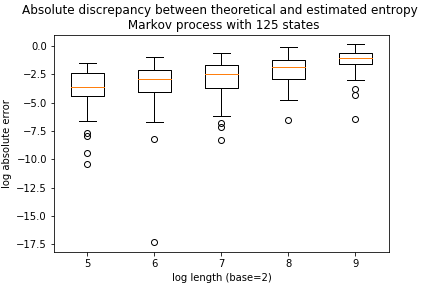 Absolute discrepancy between theoretical and estimated entropy
Markov process with 125 states
log absolute error
0.0
−2.5
−5.0
−7.5
−10.0
−12.5
−15.0
−17.5
5 6 7 8 9
log length (base=2)